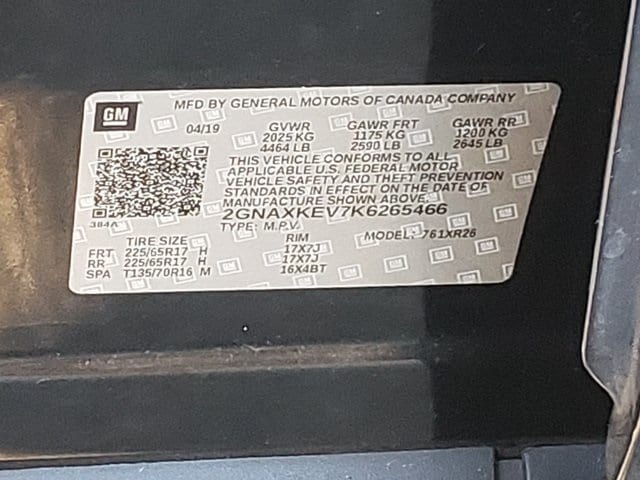 GM
MFD BY GENERAL MOTORS OF CANADA COMPANY
04/19 GVWR GAWR FRT GAWR RR
2025 KG 1175 KG 1200 KG
4464 LB 2590 LB 2645 LB
THIS VEHICLE CONFORMS TO ALL
APPLICABLE U.S. FEDERAL MOTOR
VEHICLE SAFETY AND THEFT PREVENTION
STANDARDS IN EFFECT ON THE DATE OF
MANUFACTURE SHOWN ABOVE.
384A 2GNAXKEV7K6265466
TYPE: M.P.V. MODEL: 761XR26
TIRE SIZE RIM
FRT 225/65R17 H 17X7J
RR 225/65R17 H 17X7J
SPA T135/70R16 M 16X4BT